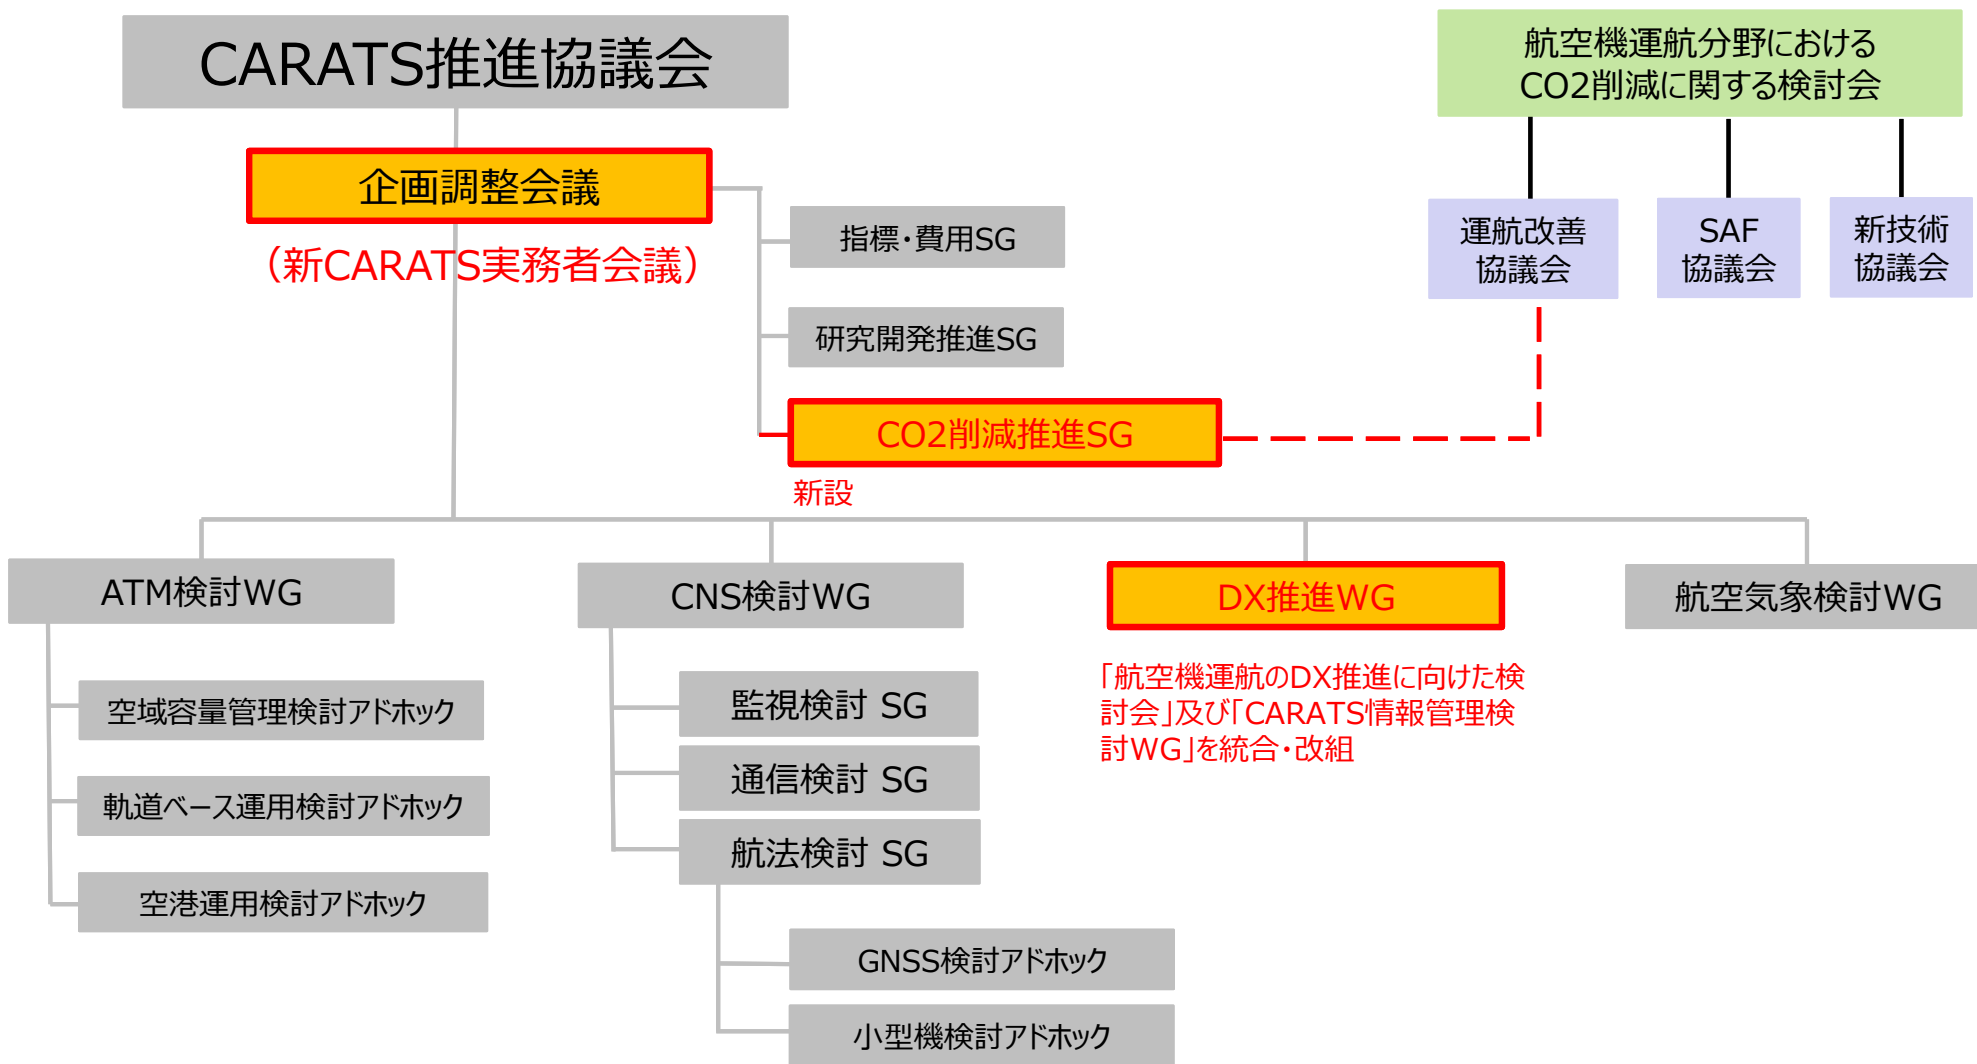 CARATS推進協議会
企画調整会議
（新CARATS実務者会議）
指標・費用SG
研究開発推進SG
CO2削減推進SG
新設
航空機運航分野における
CO2削減に関する検討会
運航改善
協議会
SAF
協議会
新技術
協議会
ATM検討WG
空域容量管理検討アドホック
軌道ベース運用検討アドホック
空港運用検討アドホック
CNS検討WG
監視検討 SG
通信検討 SG
航法検討 SG
GNSS検討アドホック
小型機検討アドホック
DX推進WG
「航空機運航のDX推進に向けた検
討会」及び「CARATS情報管理検
討WG」を統合・改組
航空気象検討WG